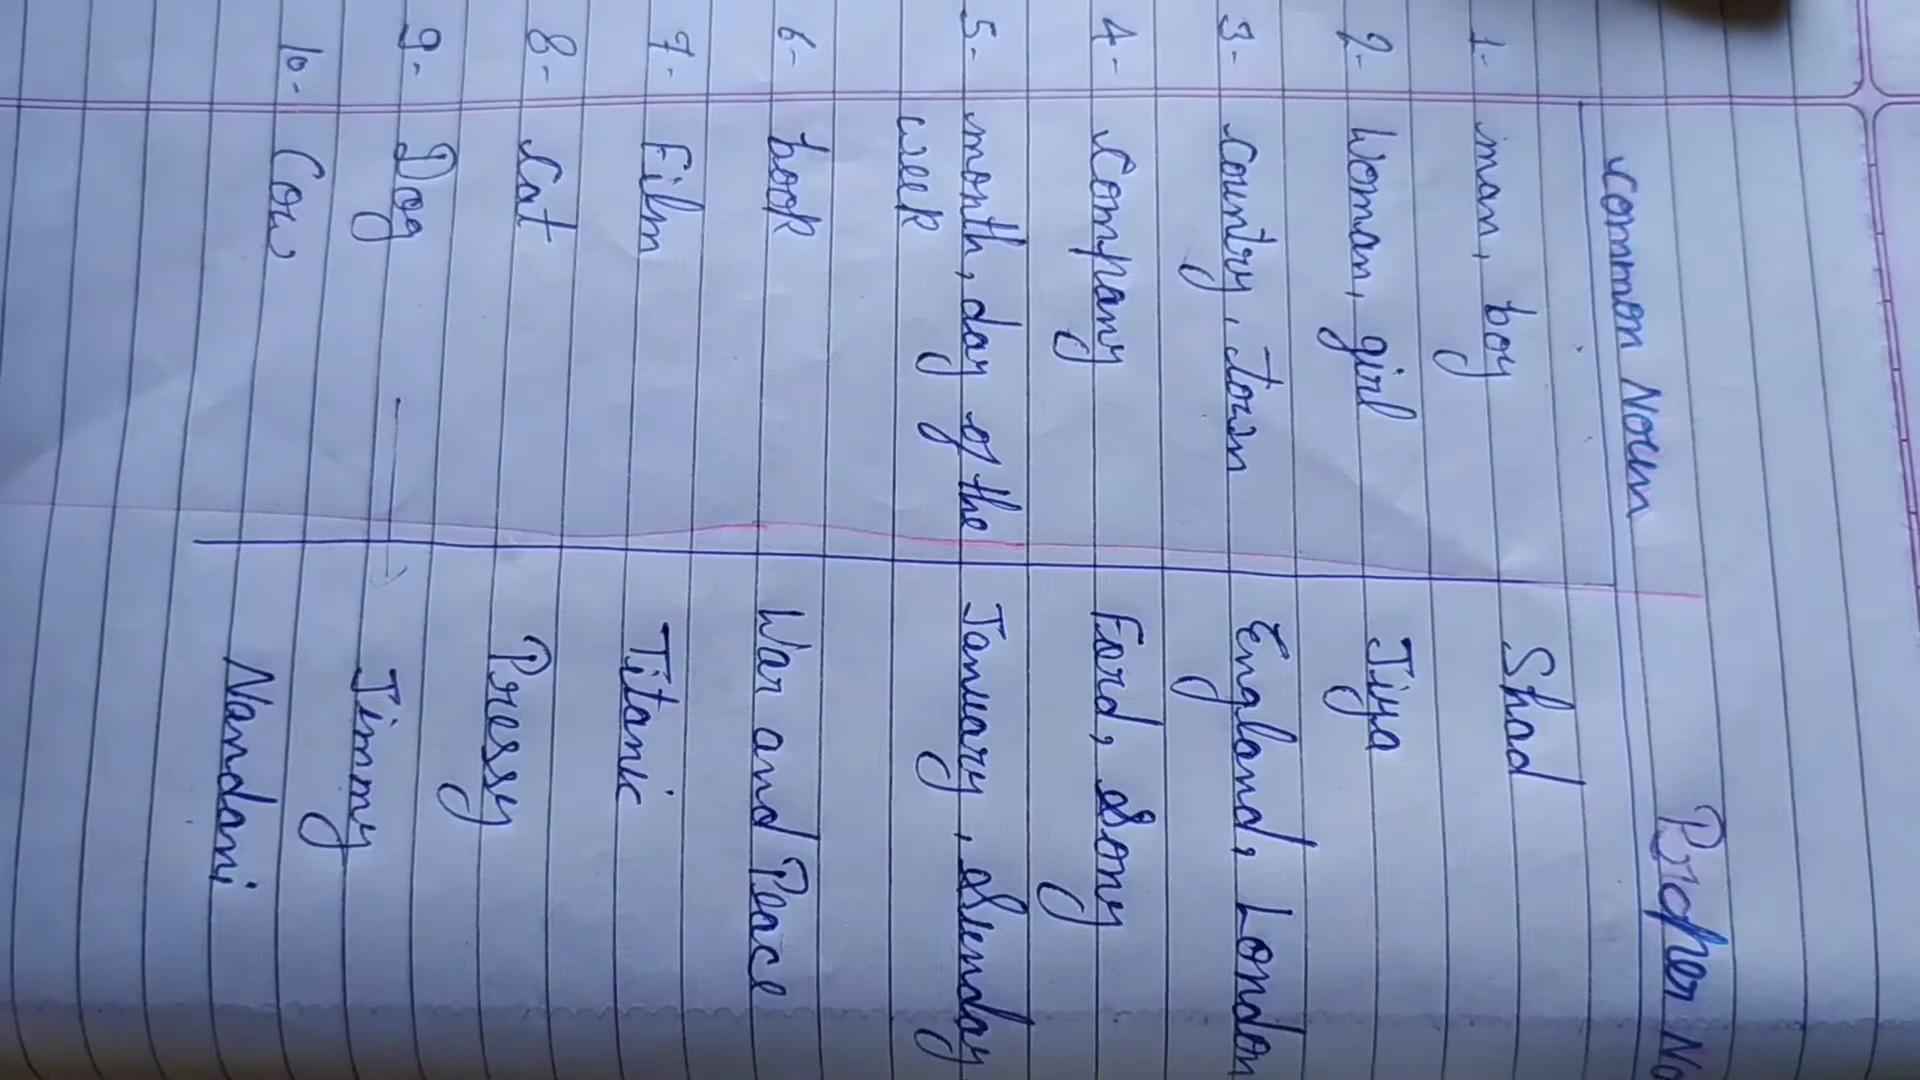 Common Noun Proper No
1- man, boy Shad
2- Woman, girl Jiya
3- country, town England, London
4- Company Ford, Sony
5- month, day of the January, Sunday
week
6- book War and Peace
7- Film Titanic
8- Cat Pressy
9- Dog → Jimmy
10- Cow Nandani